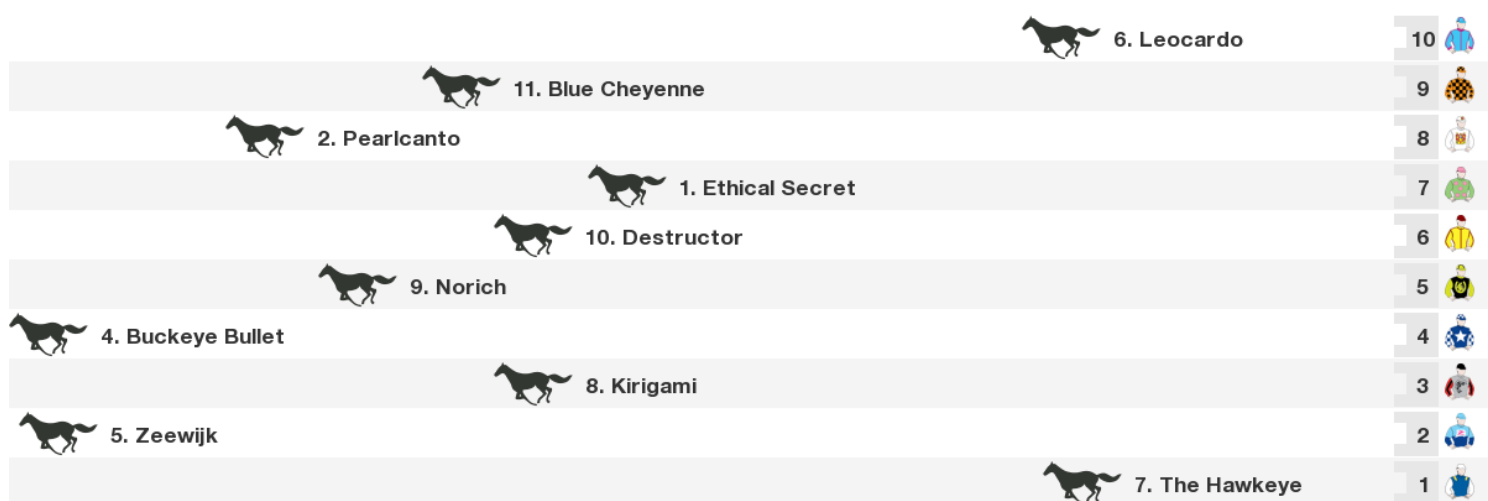 6. Leocardo 10
11. Blue Cheyenne 9
2. Pearlcanto 8
1. Ethical Secret 7
10. Destructor 6
9. Norich 5
4. Buckeye Bullet 4
8. Kirigami 3
5. Zeewijk 2
7. The Hawkeye 1